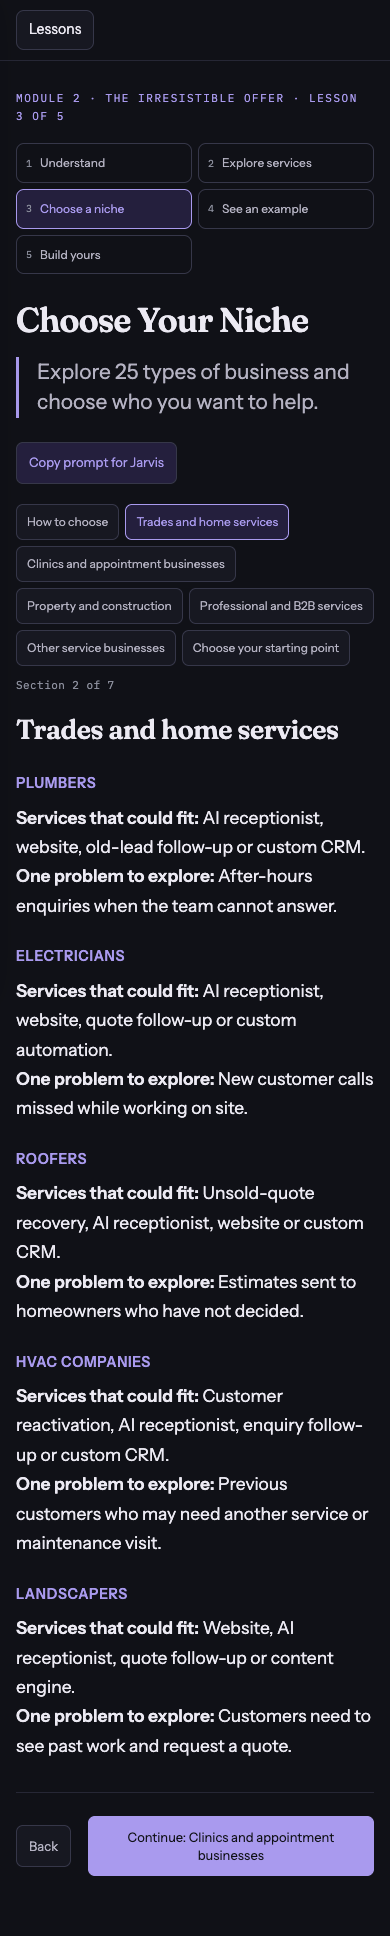 Lessons
MODULE 2 · THE IRRESISTIBLE OFFER · LESSON
3 OF 5
1 Understand
2 Explore services
3 Choose a niche
4 See an example
5 Build yours
Choose Your Niche
Explore 25 types of business and
choose who you want to help.
Copy prompt for Jarvis
How to choose
Trades and home services
Clinics and appointment businesses
Property and construction
Professional and B2B services
Other service businesses
Choose your starting point
Section 2 of 7
Trades and home services
PLUMBERS
Services that could fit: AI receptionist,
website, old-lead follow-up or custom CRM.
One problem to explore: After-hours
enquiries when the team cannot answer.
ELECTRICIANS
Services that could fit: AI receptionist,
website, quote follow-up or custom
automation.
One problem to explore: New customer calls
missed while working on site.
ROOFERS
Services that could fit: Unsold-quote
recovery, AI receptionist, website or custom
CRM.
One problem to explore: Estimates sent to
homeowners who have not decided.
HVAC COMPANIES
Services that could fit: Customer
reactivation, AI receptionist, enquiry follow-
up or custom CRM.
One problem to explore: Previous
customers who may need another service or
maintenance visit.
LANDSCAPERS
Services that could fit: Website, AI
receptionist, quote follow-up or content
engine.
One problem to explore: Customers need to
see past work and request a quote.
Back
Continue: Clinics and appointment
businesses